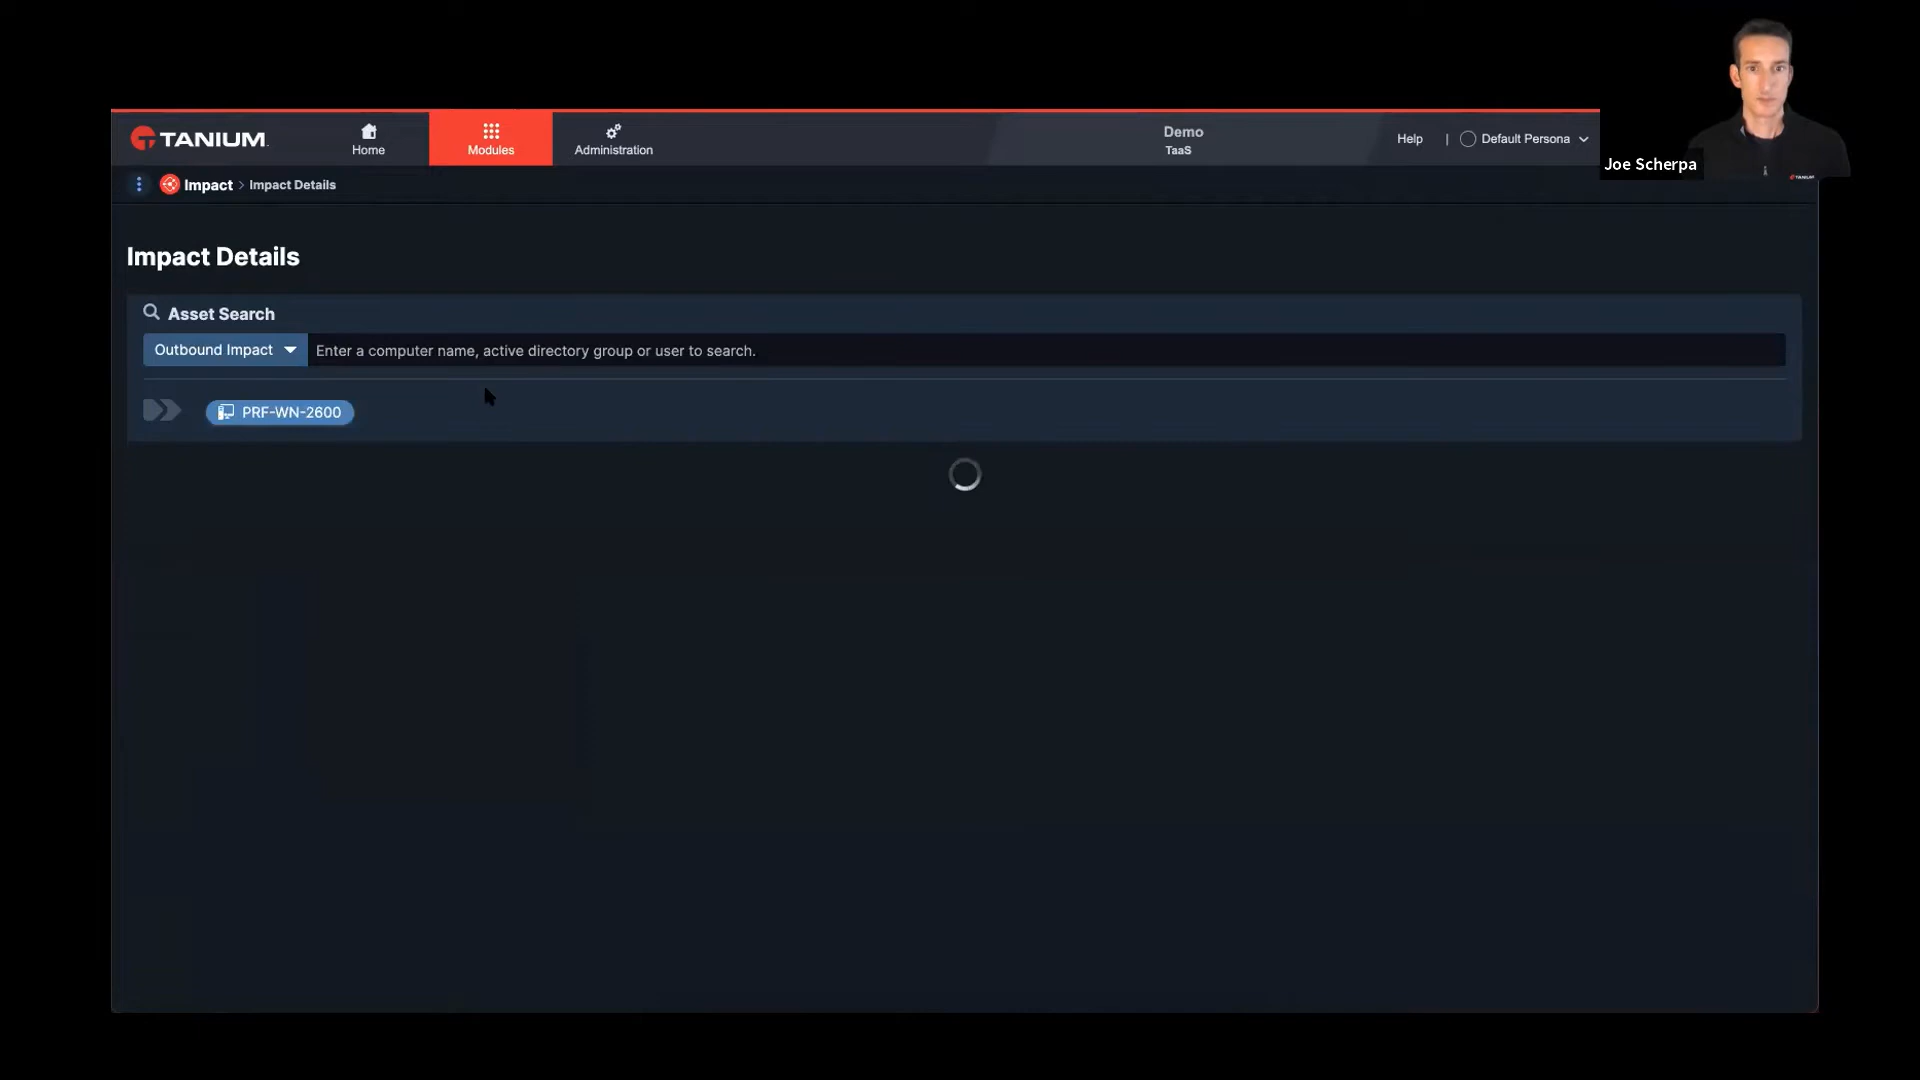 TANIUM
Home
Modules
Administration
Demo
TaaS
Help
|
Default Persona
Joe Scherpa
Impact > Impact Details
Impact Details
Asset Search
Outbound Impact
Enter a computer name, active directory group or user to search.
PRF-WN-2600
TANIUM